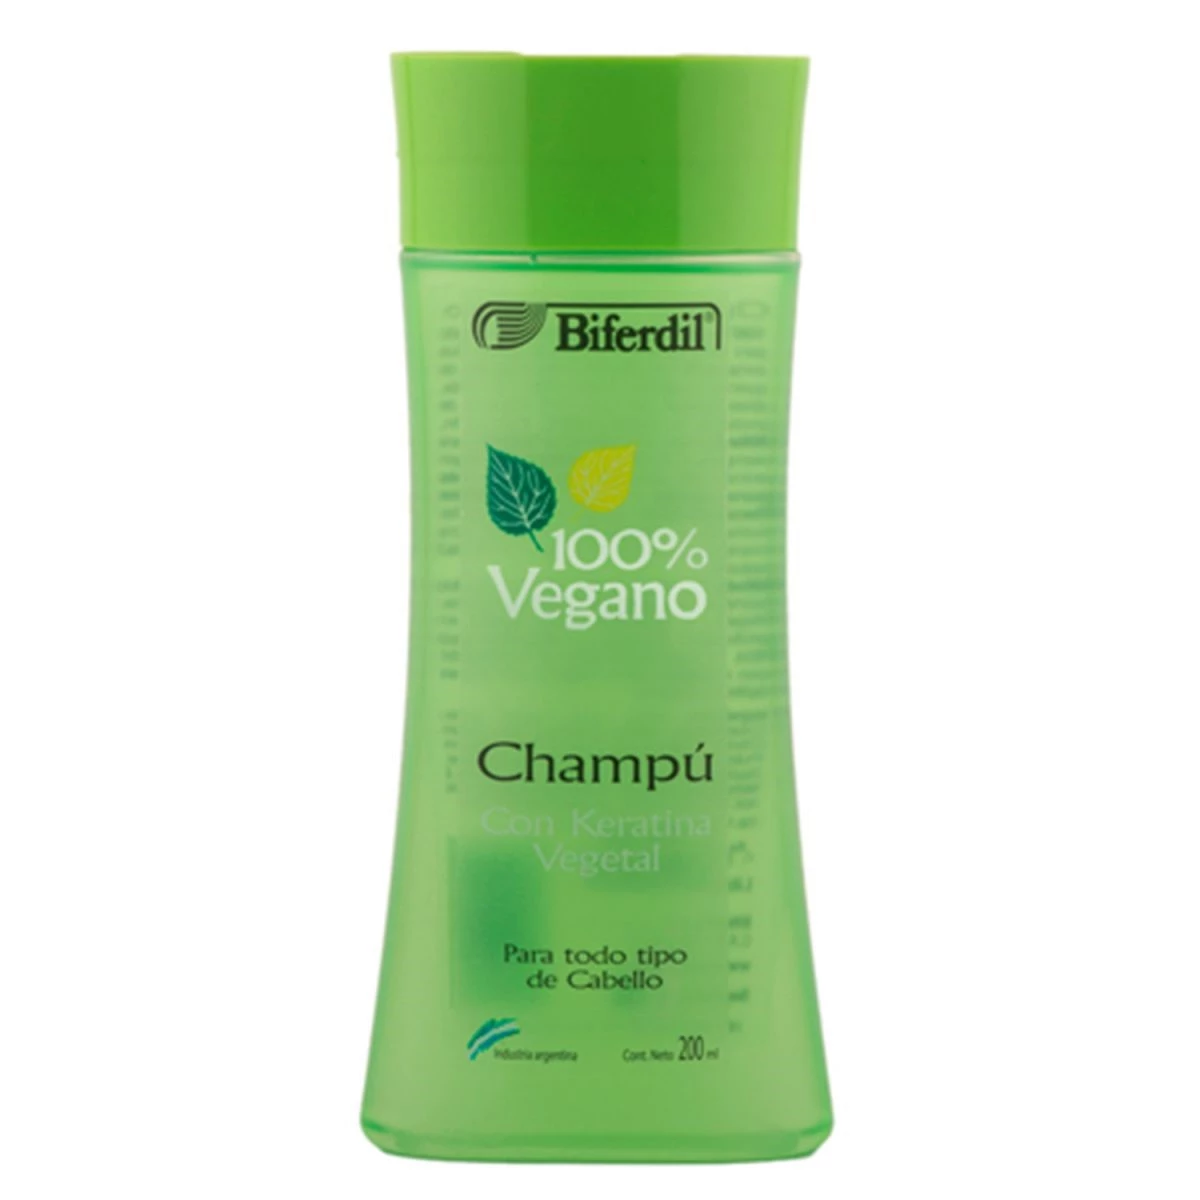 Biferdil®
100%
Vegano
Champú
Con Keratina
Vegetal
Para todo tipo
de Cabello
Industria argentina
Cont. Neto 200 ml